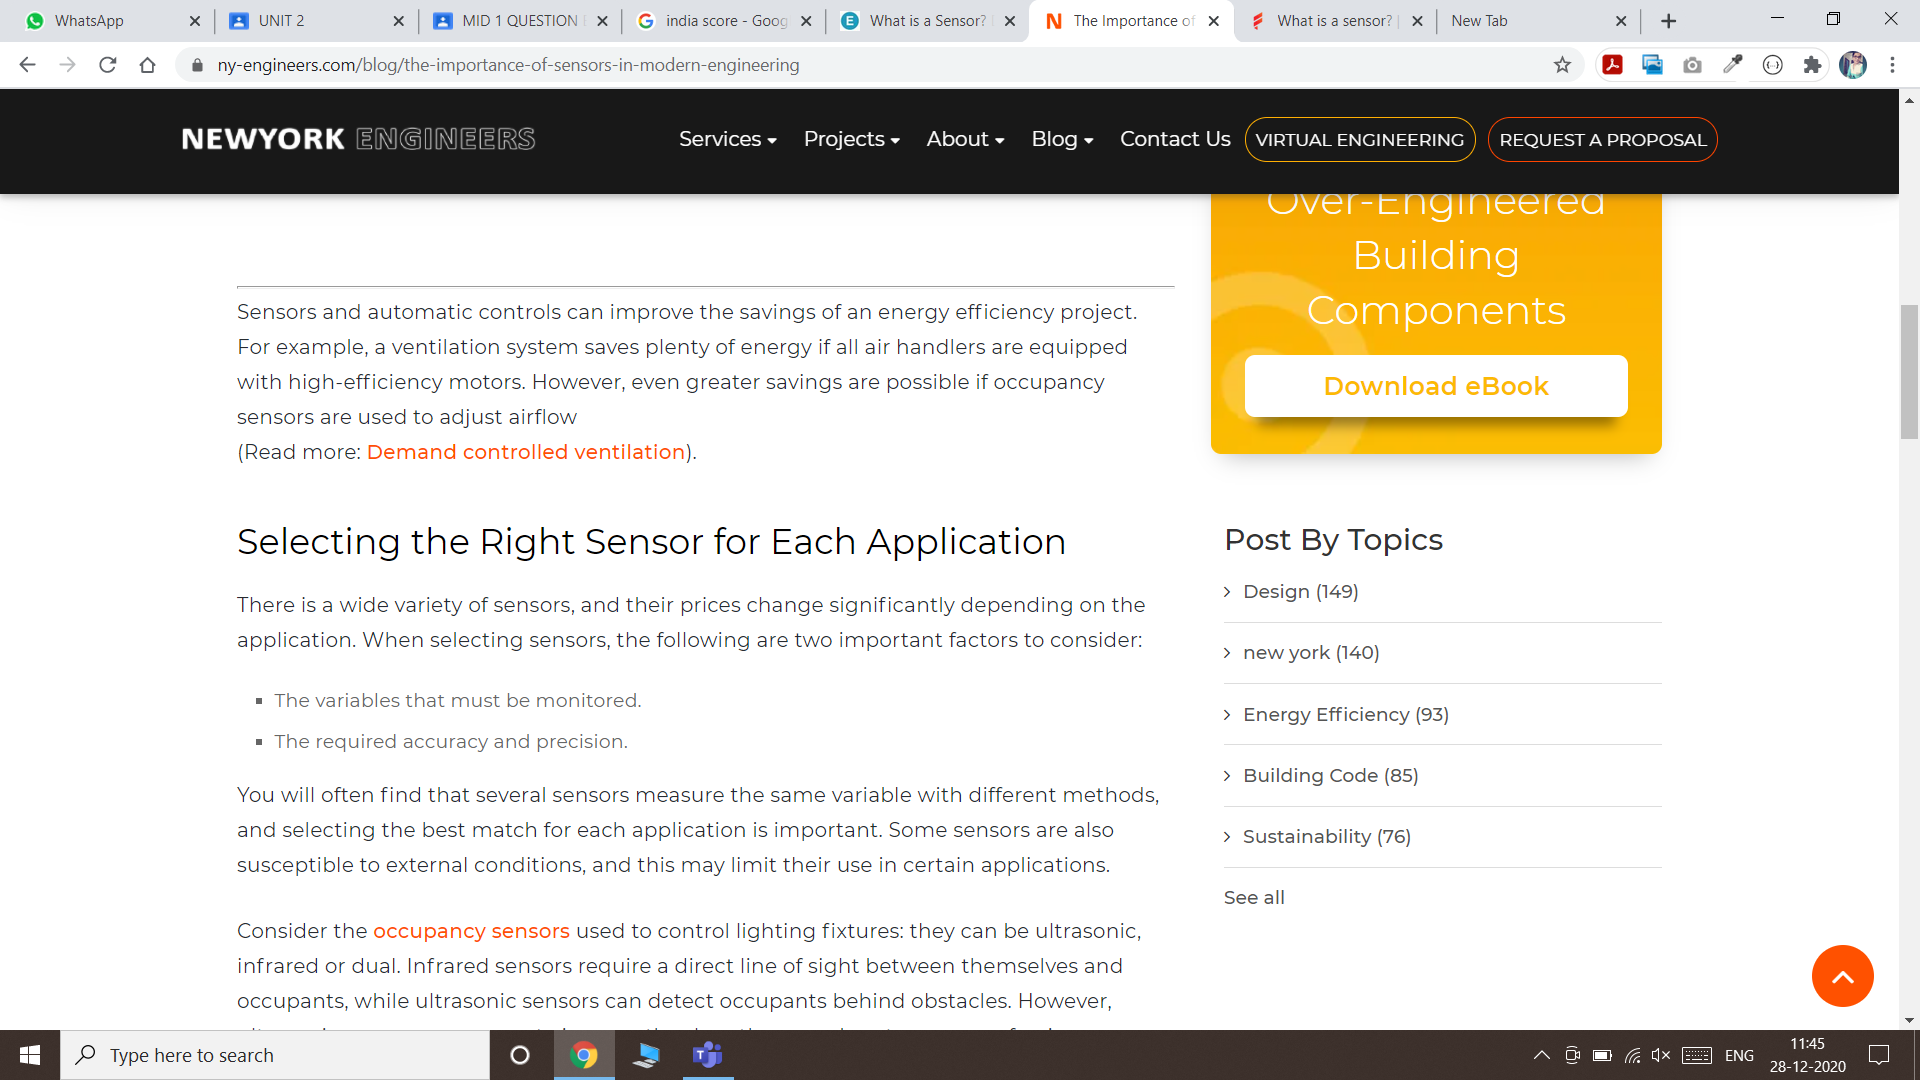 WhatsApp
UNIT 2
MID 1 QUESTION
india score - Goog
What is a Sensor?
The Importance of
What is a sensor?
New Tab
ny-engineers.com/blog/the-importance-of-sensors-in-modern-engineering
NEWYORK ENGINEERS
Services
Projects
About
Blog
Contact Us
VIRTUAL ENGINEERING
REQUEST A PROPOSAL
Over-Engineered
Building
Components
Download eBook
Sensors and automatic controls can improve the savings of an energy efficiency project.
For example, a ventilation system saves plenty of energy if all air handlers are equipped
with high-efficiency motors. However, even greater savings are possible if occupancy
sensors are used to adjust airflow
(Read more: Demand controlled ventilation).
Selecting the Right Sensor for Each Application
There is a wide variety of sensors, and their prices change significantly depending on the
application. When selecting sensors, the following are two important factors to consider:
The variables that must be monitored.
The required accuracy and precision.
You will often find that several sensors measure the same variable with different methods,
and selecting the best match for each application is important. Some sensors are also
susceptible to external conditions, and this may limit their use in certain applications.
Consider the occupancy sensors used to control lighting fixtures: they can be ultrasonic,
infrared or dual. Infrared sensors require a direct line of sight between themselves and
occupants, while ultrasonic sensors can detect occupants behind obstacles. However,
Post By Topics
Design (149)
new york (140)
Energy Efficiency (93)
Building Code (85)
Sustainability (76)
See all
Type here to search
ENG
11:45
28-12-2020